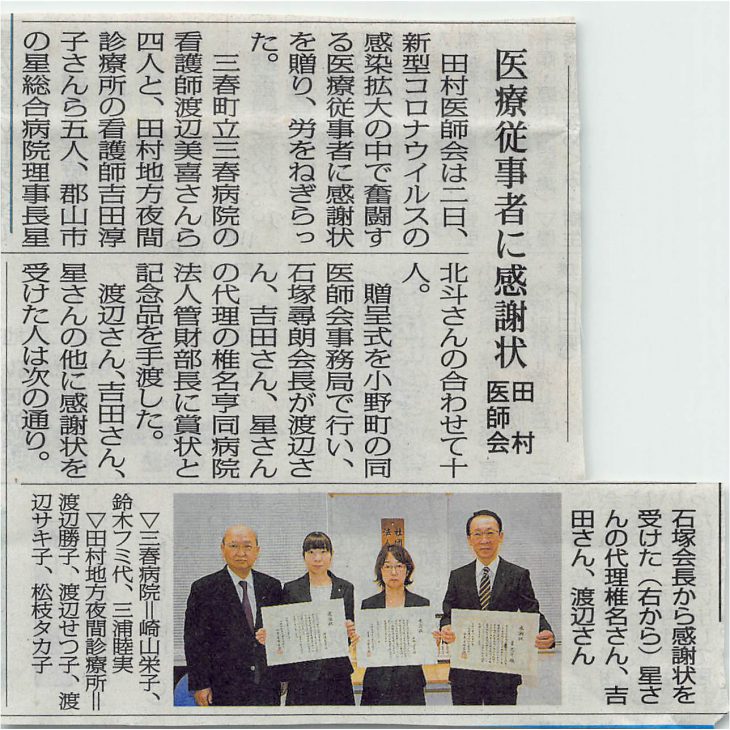 医療従事者に感謝状
田村
医師会
田村医師会は二日、
新型コロナウイルスの
感染拡大の中で奮闘す
る医療従事者に感謝状
を贈り、労をねぎらっ
た。
三春町立三春病院の
看護師渡辺美喜さんら
四人と、田村地方夜間
診療所の看護師吉田淳
子さんら五人、郡山市
の星総合病院理事長星
北斗さんの合わせて十
人。
贈呈式を小野町の同
医師会事務局で行い、
石塚尋朗会長が渡辺さ
ん、吉田さん、星さん
の代理の椎名亨同病院
法人管財部長に賞状と
記念品を手渡した。
渡辺さん、吉田さん、
星さんの他に感謝状を
受けた人は次の通り。
▽三春病院＝崎山栄子、
鈴木フミ代、三浦睦実
▽田村地方夜間診療所＝
渡辺勝子、渡辺せつ子、渡
辺サキ子、松枝タカ子
石塚会長から感謝状を
受けた（右から）星さ
んの代理椎名さん、吉
田さん、渡辺さん
社団
法人
感謝状
感謝状
感謝状